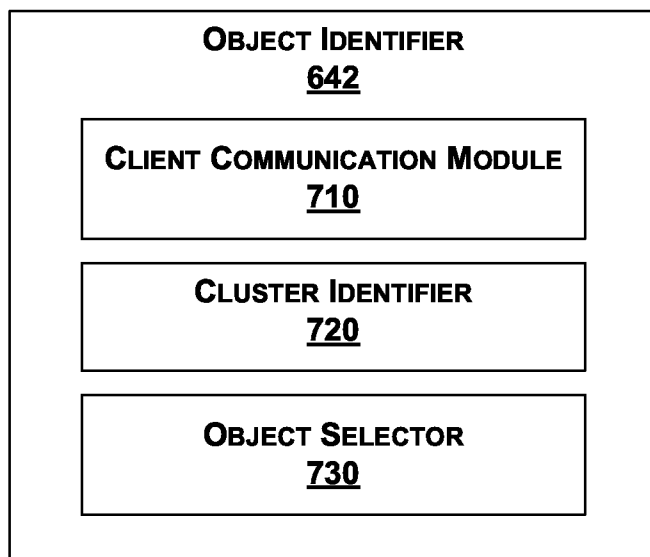 OBJECT IDENTIFIER
642
CLIENT COMMUNICATION MODULE
710
CLUSTER IDENTIFIER
720
OBJECT SELECTOR
730